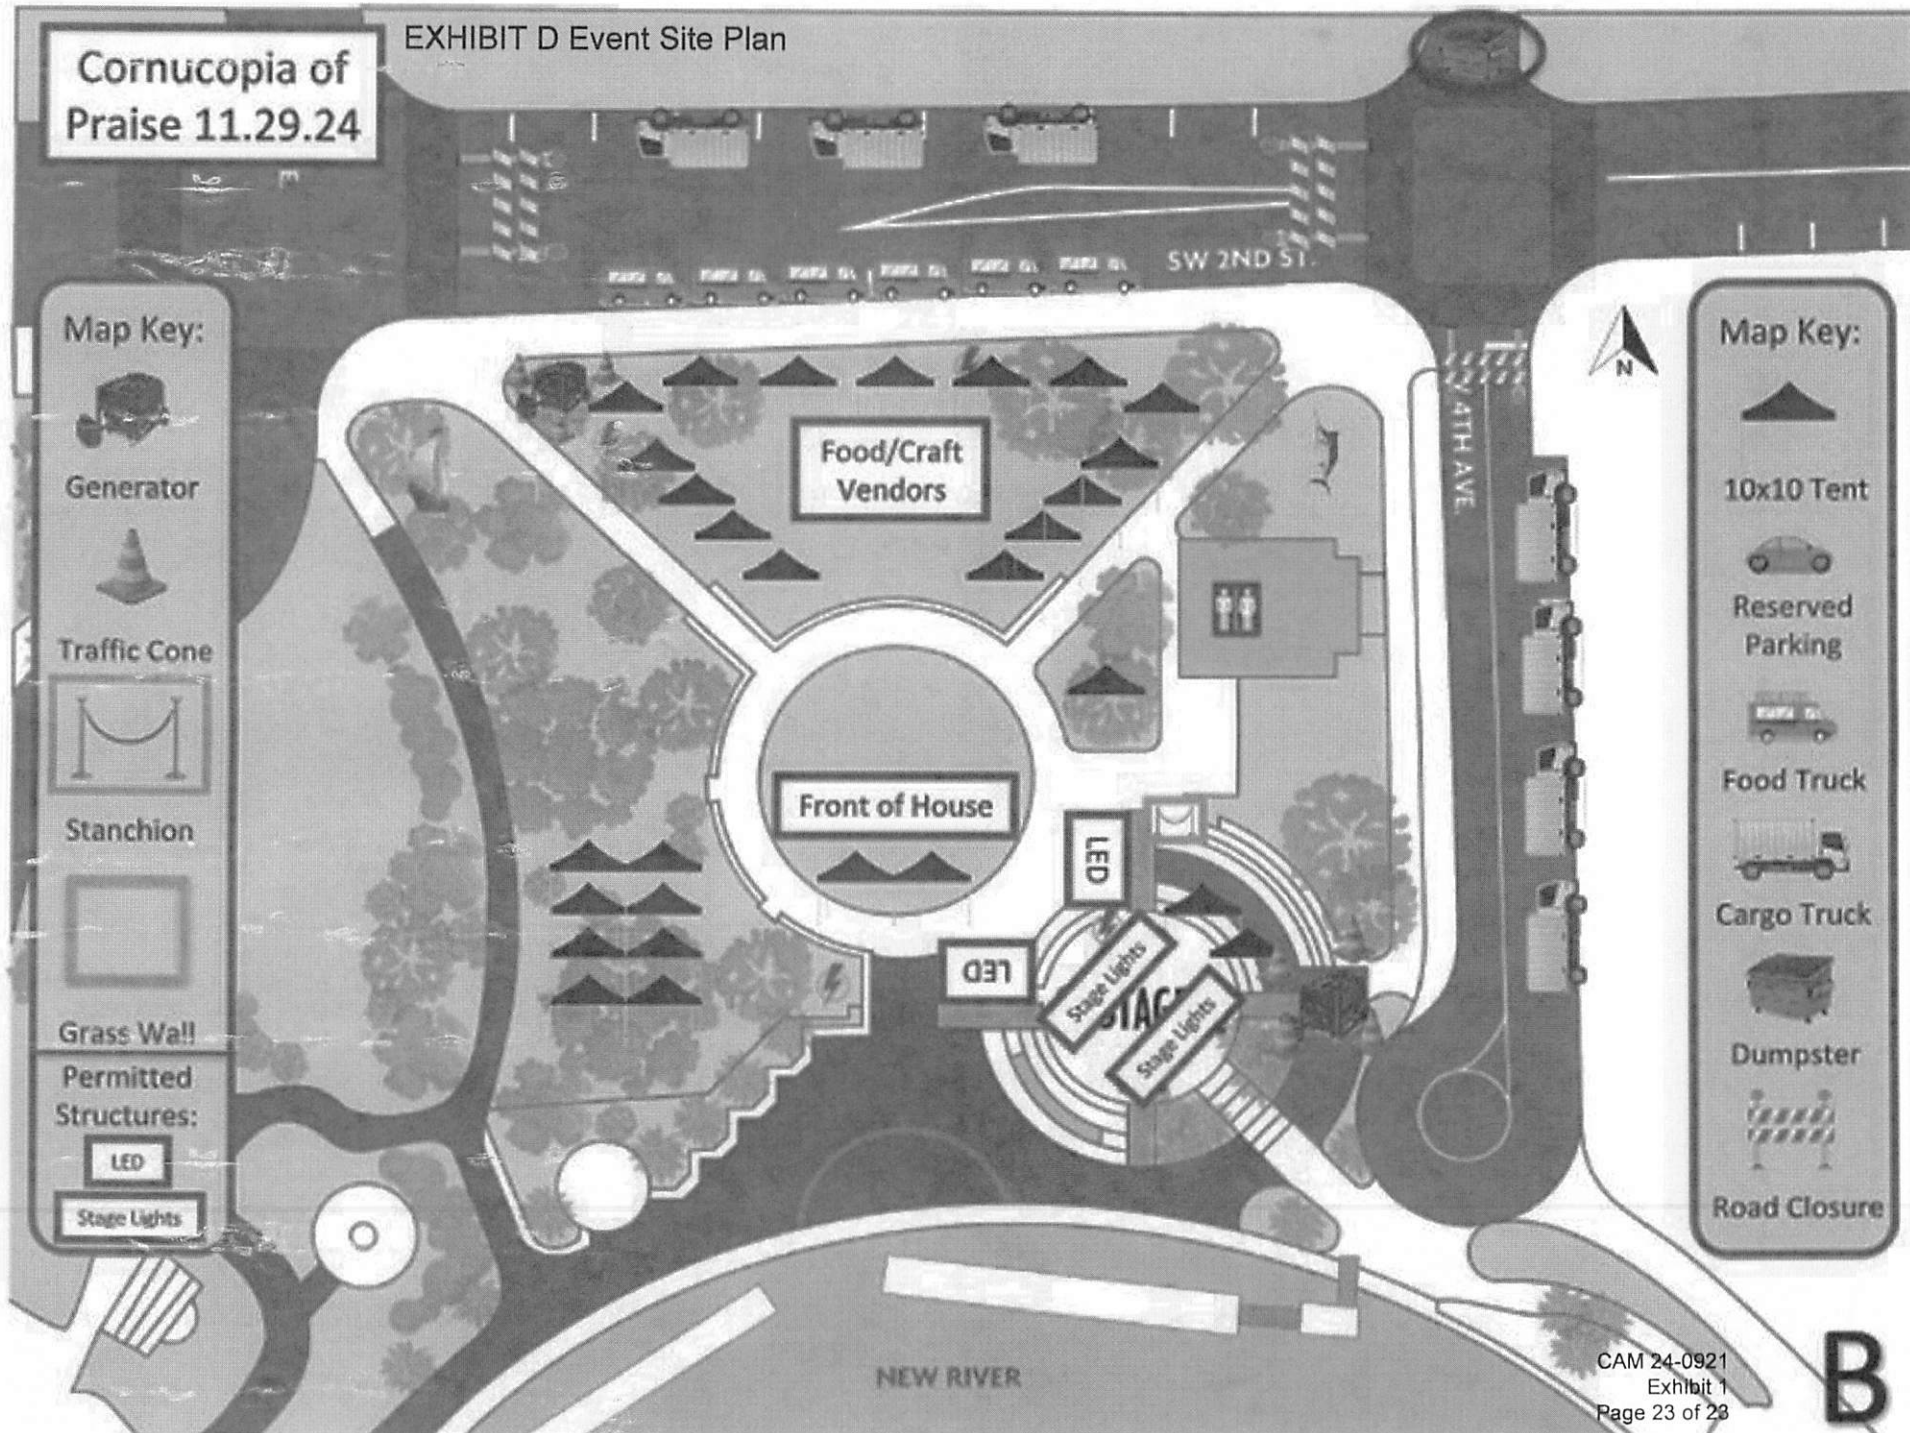 EXHIBIT D Event Site Plan
Cornucopia of
Praise 11.29.24
SW 2ND ST.
4TH AVE
Map Key:
Generator
Traffic Cone
Stanchion
Grass Wall
Permitted
Structures:
LED
Stage Lights
Food/Craft
Vendors
Front of House
LED
LED
Stage Lights
STAGE
Stage Lights
N
Map Key:
10x10 Tent
Reserved
Parking
Food Truck
Cargo Truck
Dumpster
Road Closure
NEW RIVER
CAM 24-0921
Exhibit 1
Page 23 of 23
B